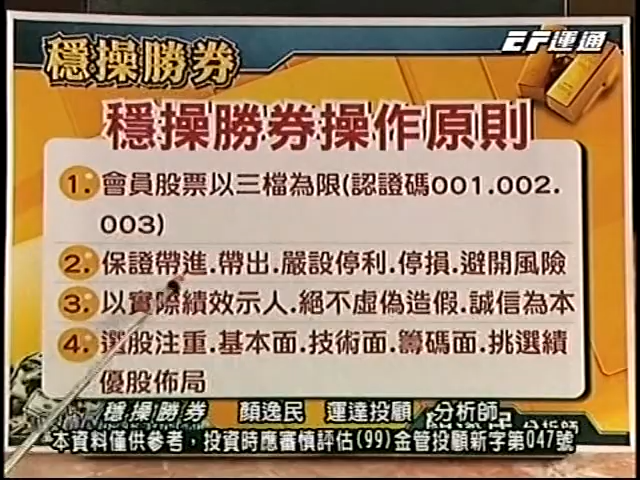 穩操勝券
EF運通
穩操勝券操作原則
1. 會員股票以三檔為限(認證碼001.002.
003)
2. 保證帶進.帶出.嚴設停利.停損.避開風險
3. 以實際績效示人.絕不虛偽造假.誠信為本
4. 選股注重.基本面.技術面.籌碼面.挑選績
優股佈局
穩操勝券 顏逸民 運達投顧 分析師
本資料僅供參考,投資時應審慎評估(99)金管投顧新字第047號